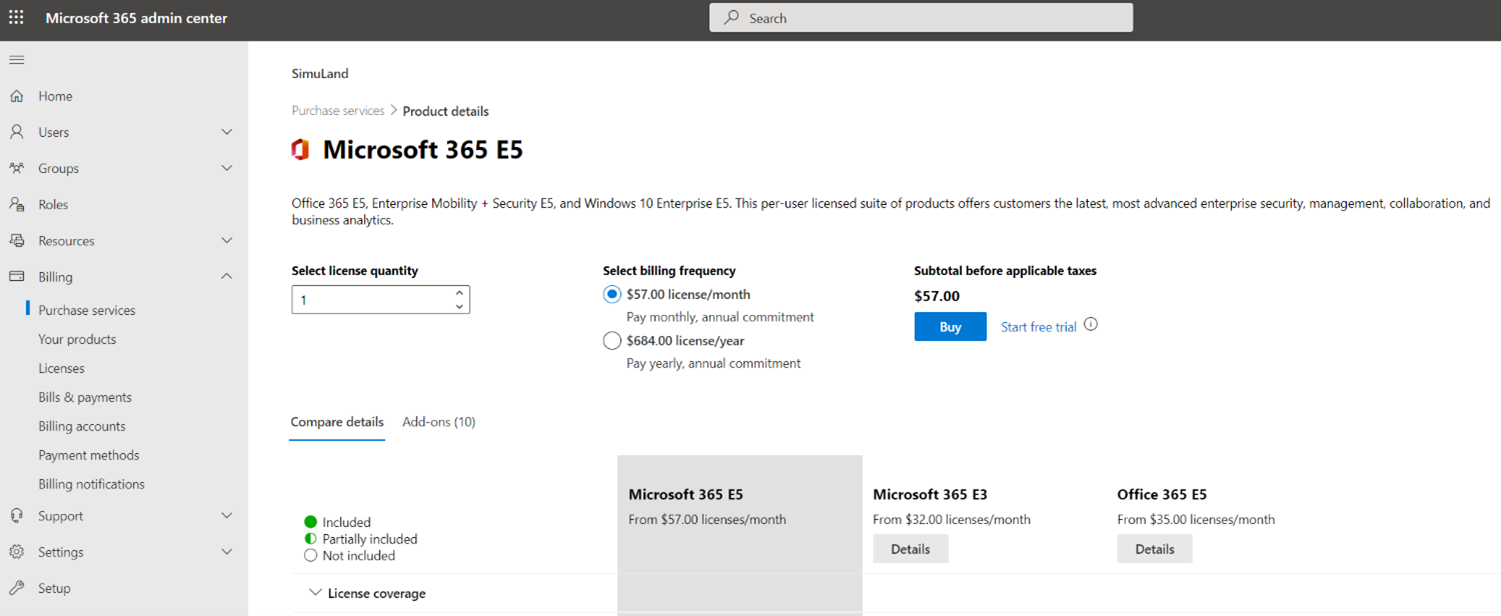 Microsoft 365 admin center
Search
Home
Users
Groups
Roles
Resources
Billing
Purchase services
Your products
Licenses
Bills & payments
Billing accounts
Payment methods
Billing notifications
Support
Settings
Setup
SimuLand
Purchase services > Product details
Microsoft 365 E5
Office 365 E5, Enterprise Mobility + Security E5, and Windows 10 Enterprise E5. This per-user licensed suite of products offers customers the latest, most advanced enterprise security, management, collaboration, and
business analytics.
Select license quantity
1
Select billing frequency
$57.00 license/month
Pay monthly, annual commitment
$684.00 license/year
Pay yearly, annual commitment
Subtotal before applicable taxes
$57.00
Buy Start free trial
Compare details Add-ons (10)
Included
Partially included
Not included
Microsoft 365 E5
From $57.00 licenses/month
Microsoft 365 E3
From $32.00 licenses/month
Details
Office 365 E5
From $35.00 licenses/month
Details
License coverage